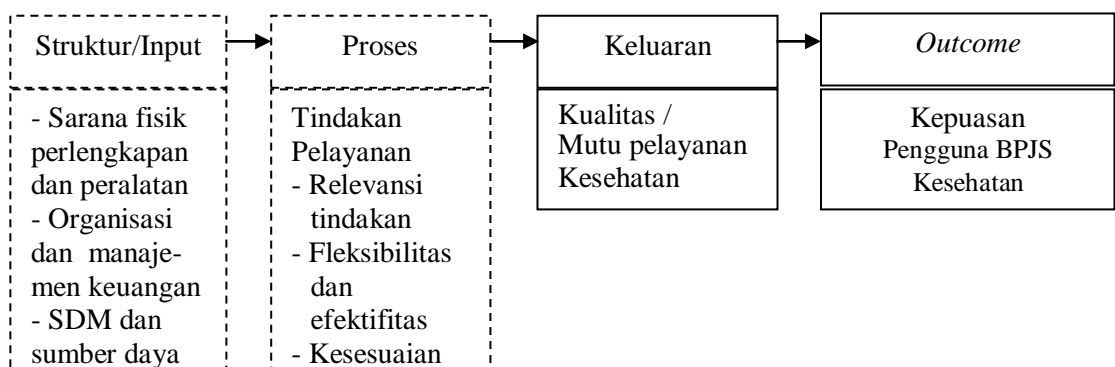 Struktur/Input
- Sarana fisik
perlengkapan
dan peralatan
- Organisasi
dan manaje-
men keuangan
- SDM dan
sumber daya
Proses
Tindakan
Pelayanan
- Relevansi
tindakan
- Fleksibilitas
dan
efektifitas
- Kesesuaian
Keluaran
Kualitas /
Mutu pelayanan
Kesehatan
Outcome
Kepuasan
Pengguna BPJS
Kesehatan